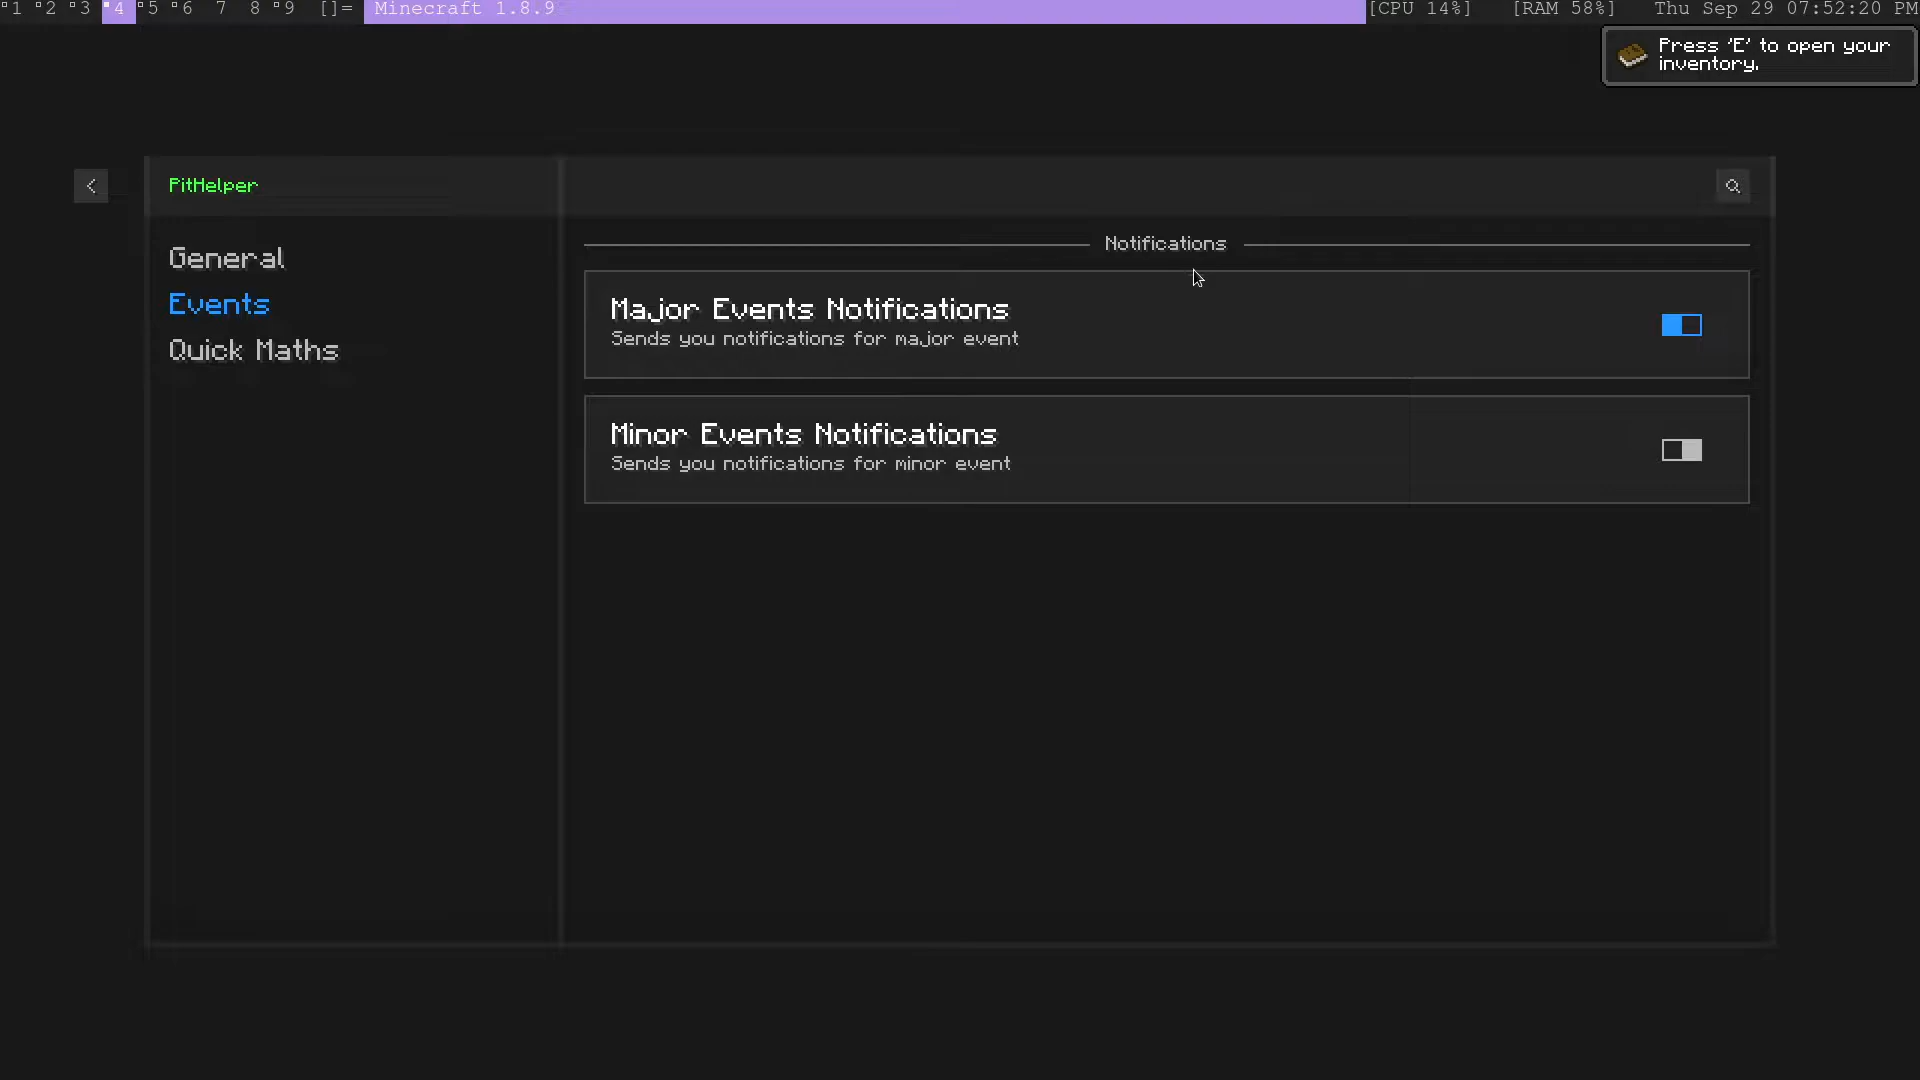 1 2 3 4 5 6 7 8 9 []= Minecraft 1.8.9 [CPU 14%] [RAM 58%] Thu Sep 29 07:52:20 PM
Press 'E' to open your
inventory.
PitHelper
General
Events
Quick Maths
Notifications
Major Events Notifications
Sends you notifications for major event
Minor Events Notifications
Sends you notifications for minor event